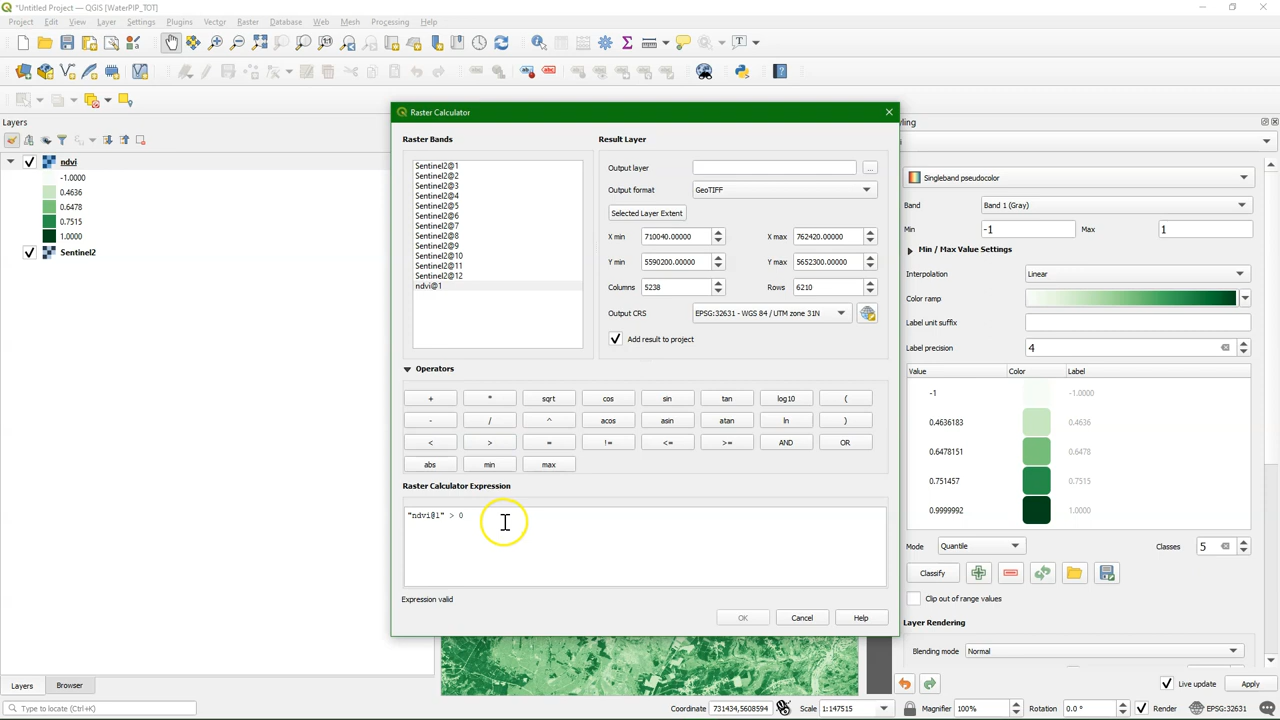 *Untitled Project — QGIS [WaterPIP_TOT]
Project Edit View Layer Settings Plugins Vector Raster Database Web Mesh Processing Help
Layers
ndvi
-1.0000
0.4636
0.6478
0.7515
1.0000
Sentinel2
Raster Calculator
Raster Bands
Sentinel2@1
Sentinel2@2
Sentinel2@3
Sentinel2@4
Sentinel2@5
Sentinel2@6
Sentinel2@7
Sentinel2@8
Sentinel2@9
Sentinel2@10
Sentinel2@11
Sentinel2@12
ndvi@1
Result Layer
Output layer ...
Output format GeoTIFF
Selected Layer Extent
X min 710040.00000 X max 762420.00000
Y min 5590200.00000 Y max 5652300.00000
Columns 5238 Rows 6210
Output CRS EPSG:32631 - WGS 84 / UTM zone 31N
Add result to project
Operators
+ * sqrt cos sin tan log10 (
- / ^ acos asin atan ln )
< > = != <= >= AND OR
abs min max
Raster Calculator Expression
"ndvi@1" > 0
Expression valid
OK Cancel Help
ling
Singleband pseudocolor
Band Band 1 (Gray)
Min -1 Max 1
Min / Max Value Settings
Interpolation Linear
Color ramp
Label unit suffix
Label precision 4
Value Color Label
-1 -1.0000
0.4636183 0.4636
0.6478151 0.6478
0.751457 0.7515
0.9999992 1.0000
Mode Quantile Classes 5
Classify
Clip out of range values
Layer Rendering
Blending mode Normal
Live update Apply
Layers Browser
Type to locate (Ctrl+K)
Coordinate 731434,5608594 Scale 1:147515 Magnifier 100% Rotation 0.0 ° Render EPSG:32631